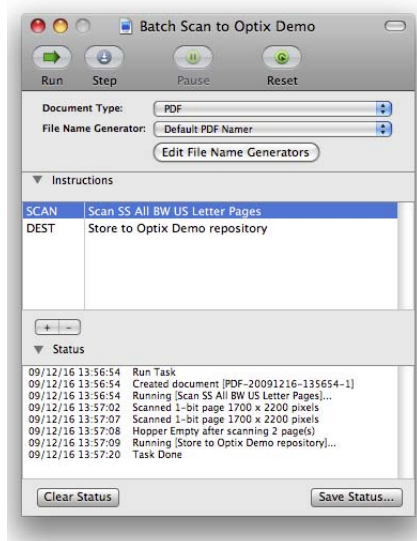 Batch Scan to Optix Demo
Run Step Pause Reset
Document Type: PDF
File Name Generator: Default PDF Namer
Edit File Name Generators
Instructions
SCAN Scan SS All BW US Letter Pages
DEST Store to Optix Demo repository
+ -
Status
09/12/16 13:56:54 Run Task
09/12/16 13:56:54 Created document [PDF-20091216-135654-1]
09/12/16 13:56:54 Running [Scan SS All BW US Letter Pages]...
09/12/16 13:57:02 Scanned 1-bit page 1700 x 2200 pixels
09/12/16 13:57:07 Scanned 1-bit page 1700 x 2200 pixels
09/12/16 13:57:08 Hopper Empty after scanning 2 page(s)
09/12/16 13:57:09 Running [Store to Optix Demo repository]...
09/12/16 13:57:20 Task Done
Clear Status Save Status...